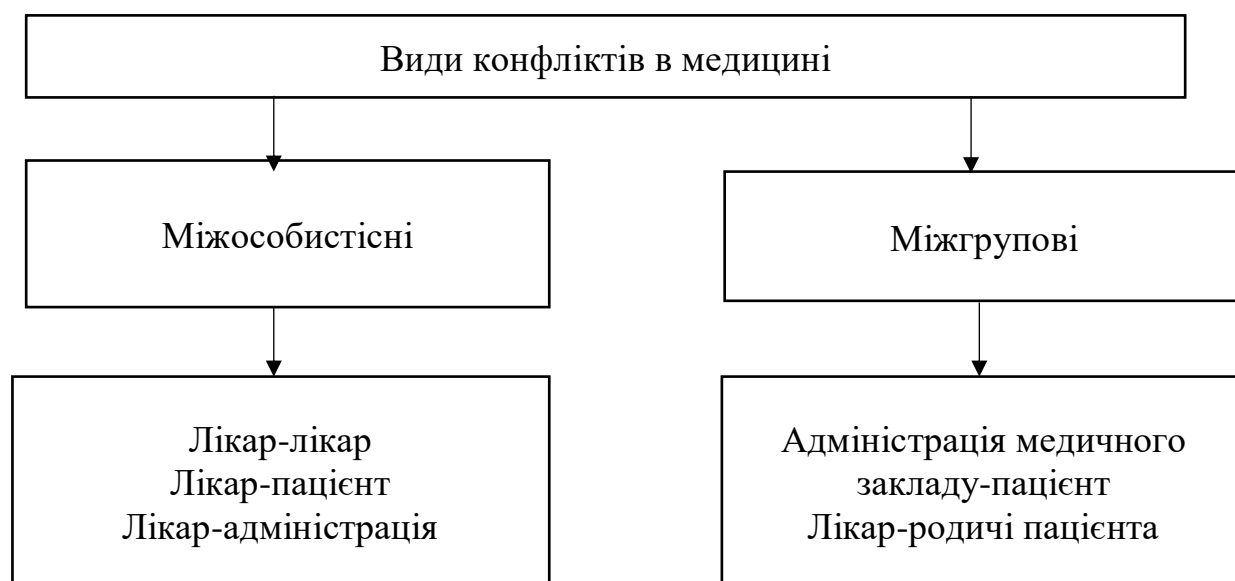 Види конфліктів в медицині
Міжособистісні
Міжгрупові
Лікар-лікар
Лікар-пацієнт
Лікар-адміністрація
Адміністрація медичного
закладу-пацієнт
Лікар-родичі пацієнта